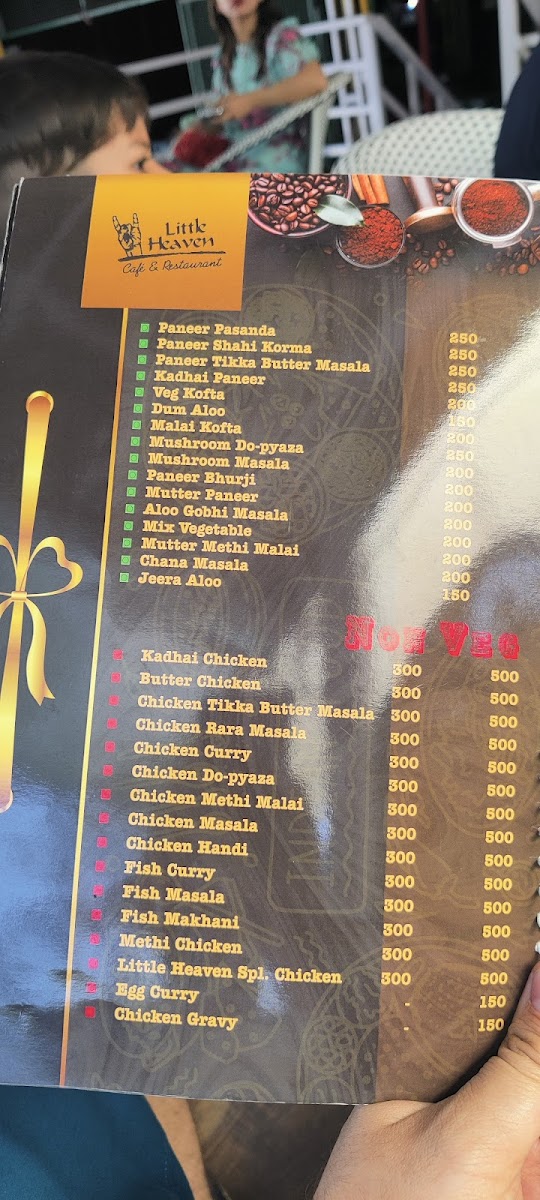 Little
Heaven
Café & Restaurant
Paneer Pasanda 250
Paneer Shahi Korma 250
Paneer Tikka Butter Masala 250
Kadhai Paneer 250
Veg Kofta 200
Dum Aloo 150
Malai Kofta 200
Mushroom Do-pyaza 250
Mushroom Masala 200
Paneer Bhurji 200
Mutter Paneer 200
Aloo Gobhi Masala 200
Mix Vegetable 200
Mutter Methi Malai 200
Chana Masala 200
Jeera Aloo 150
Non Veg
Kadhai Chicken 300 500
Butter Chicken 300 500
Chicken Tikka Butter Masala 300 500
Chicken Rara Masala 300 500
Chicken Curry 300 500
Chicken Do-pyaza 300 500
Chicken Methi Malai 300 500
Chicken Masala 300 500
Chicken Handi 300 500
Fish Curry 300 500
Fish Masala 300 500
Fish Makhani 300 500
Methi Chicken 300 500
Little Heaven Spl. Chicken 300 500
Egg Curry - 150
Chicken Gravy - 150